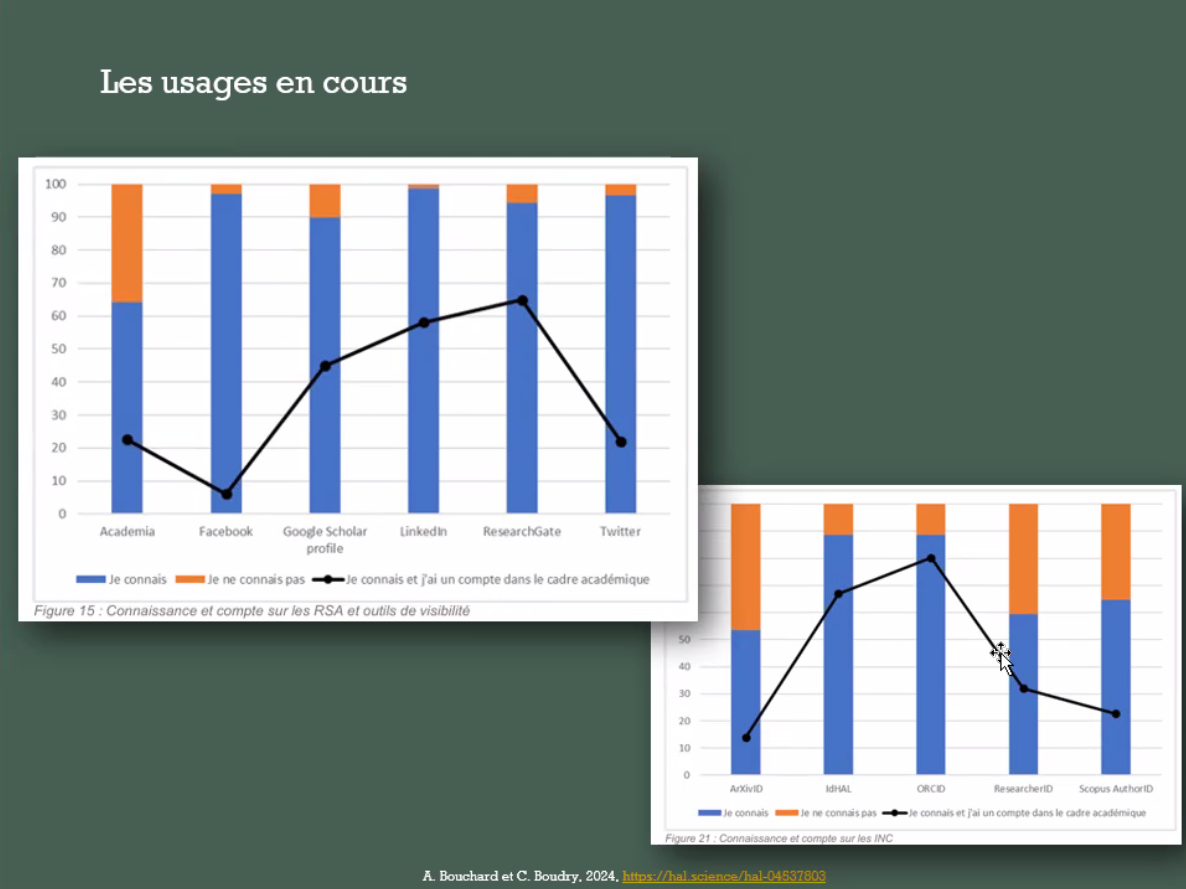 Les usages en cours
100
90
80
70
60
50
40
30
20
10
0
Academia Facebook Google Scholar LinkedIn ResearchGate Twitter
profile
Je connais Je ne connais pas Je connais et j'ai un compte dans le cadre académique
Figure 15 : Connaissance et compte sur les RSA et outils de visibilité
50
40
30
20
10
0
ArXivID IdHAL ORCID ResearcherID Scopus AuthorID
Je connais Je ne connais pas Je connais et j'ai un compte dans le cadre académique
Figure 21 : Connaissance et compte sur les INC
A. Bouchard et C. Boudry, 2024, https://hal.science/hal-04537803